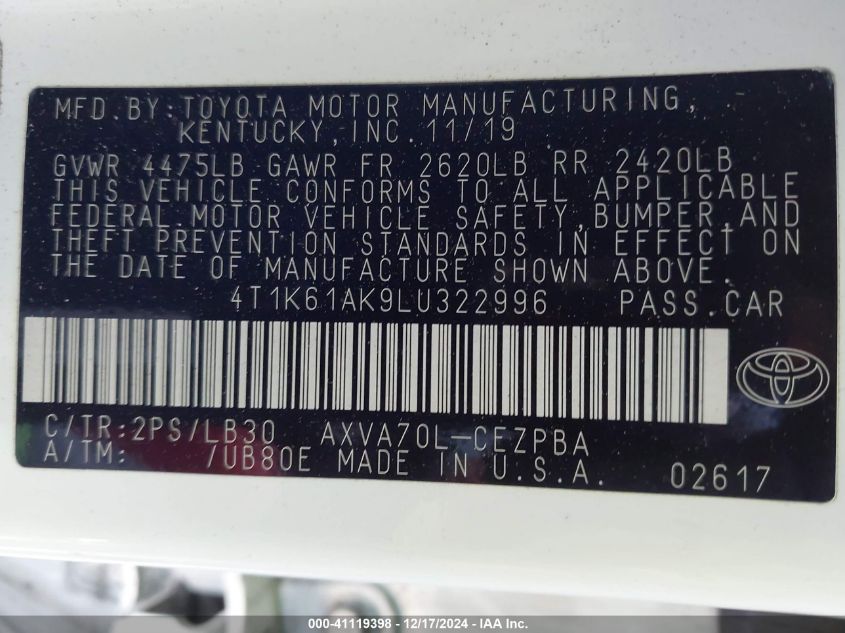 MFD. BY: TOYOTA MOTOR MANUFACTURING,
KENTUCKY, INC. 11/19
GVWR 4475LB GAWR FR 2620LB RR 2420LB
THIS VEHICLE CONFORMS TO ALL APPLICABLE
FEDERAL MOTOR VEHICLE SAFETY, BUMPER, AND
THEFT PREVENTION STANDARDS IN EFFECT ON
THE DATE OF MANUFACTURE SHOWN ABOVE.
4T1K61AK9LU322996 PASS. CAR
C/TR: 2PS/LB30 AXVA70L-CEZPBA
A/TM: /UB80E MADE IN U.S.A. 02617
000-41119398 - 12/17/2024 - IAA Inc.